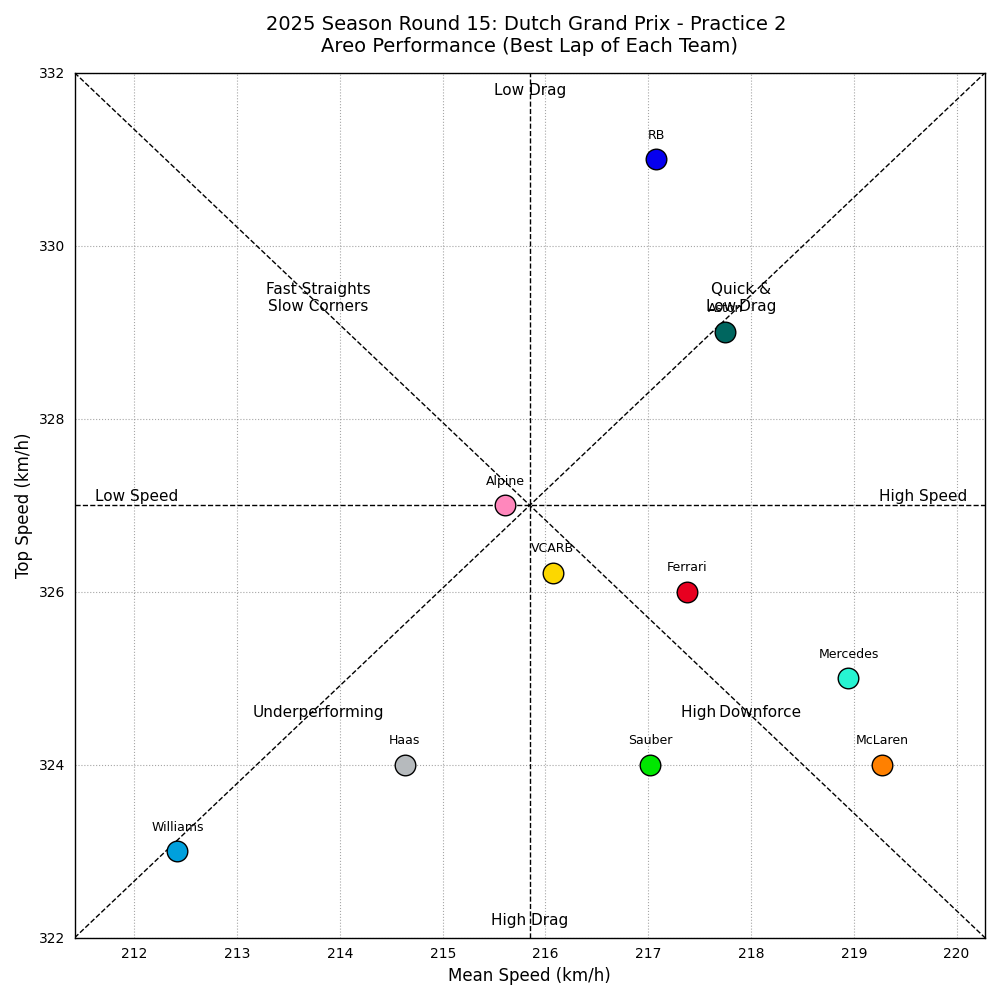 2025 Season Round 15: Dutch Grand Prix - Practice 2
Areo Performance (Best Lap of Each Team)
332
Low Drag
RB
330
Fast Straights
Slow Corners
Quick &
Low Drag
Aston
328
Alpine
Low Speed
High Speed
VCARB
Ferrari
326
Mercedes
Underperforming
High Downforce
Haas
Sauber
McLaren
324
Williams
High Drag
322
212
213
214
215
216
217
218
219
220
Mean Speed (km/h)
Top Speed (km/h)